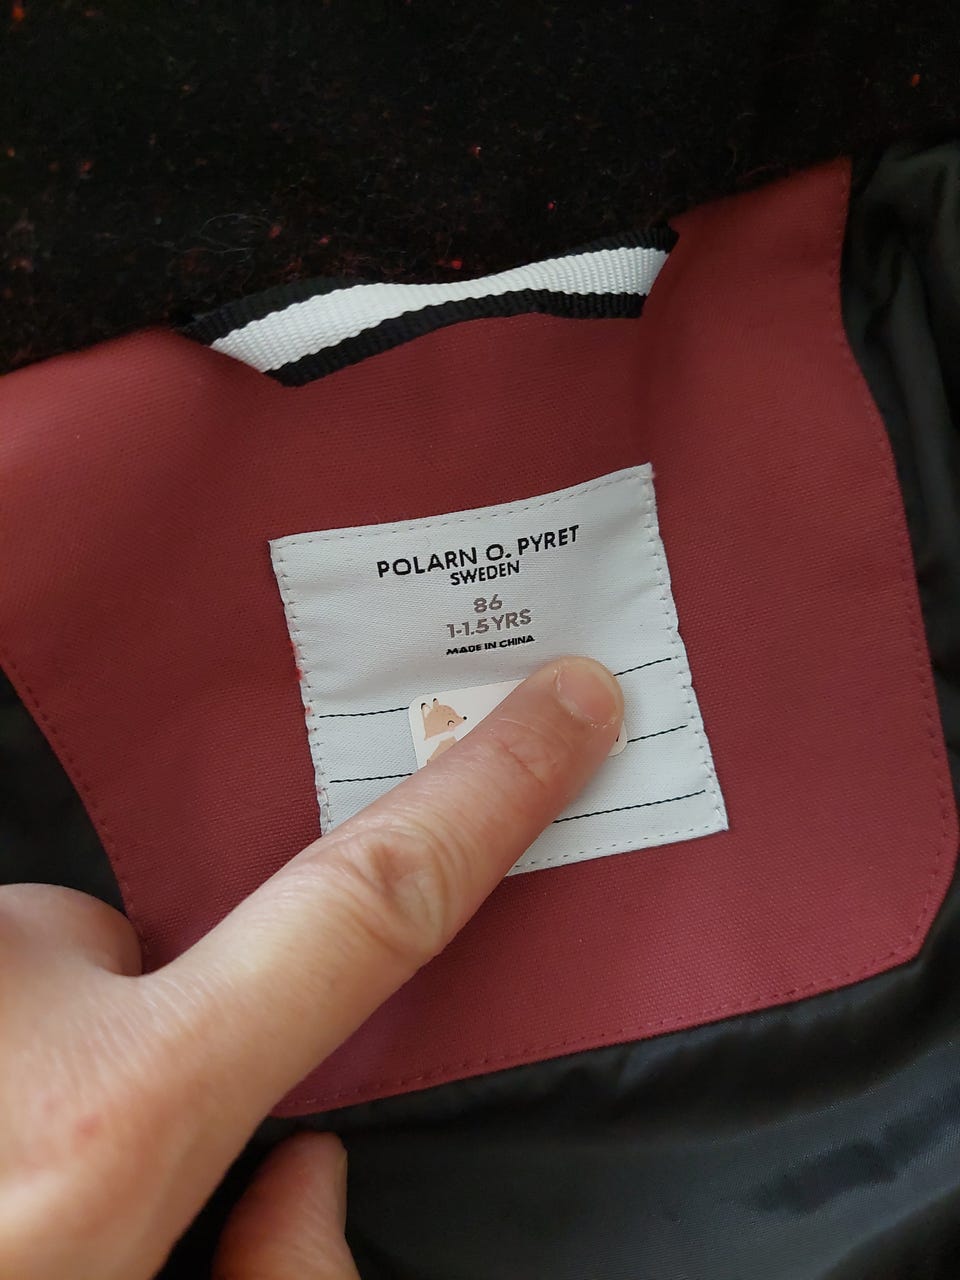 POLARN O. PYRET
SWEDEN
86
1-1.5 YRS
MADE IN CHINA